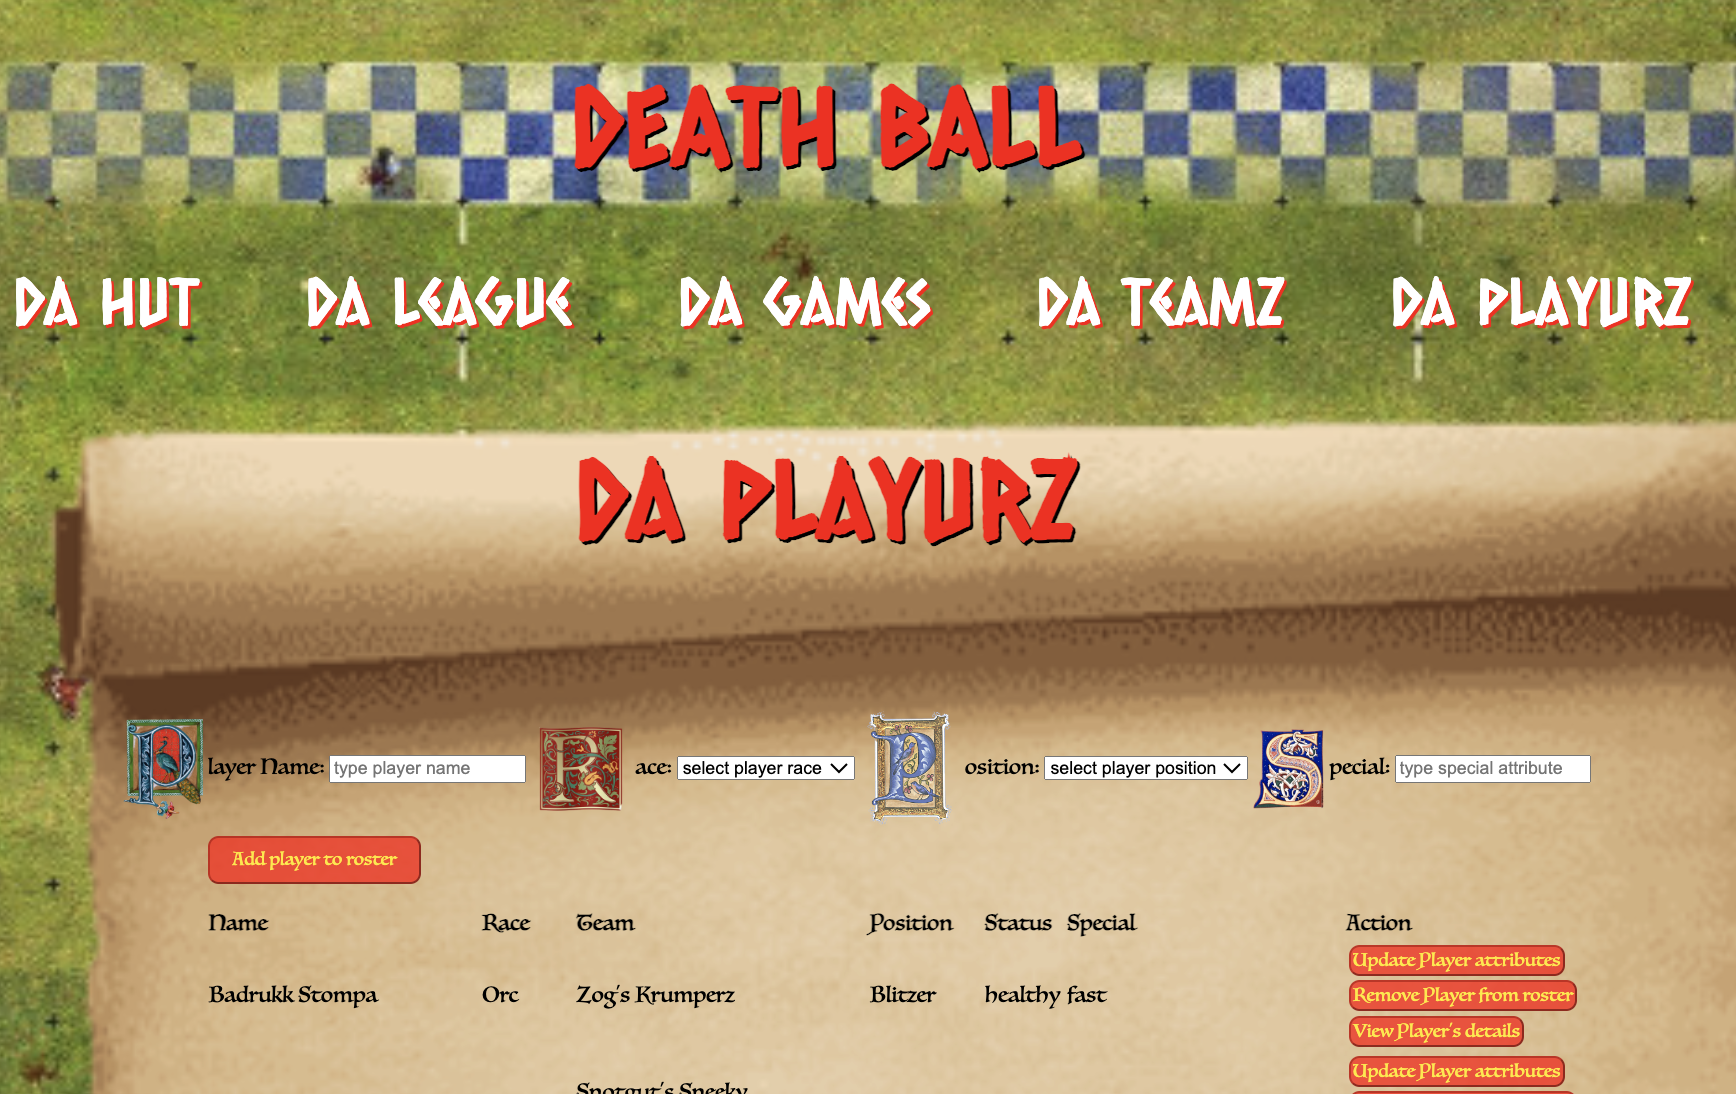 DEATH BALL
DA HUT DA LEAGUE DA GAMES DA TEAMZ DA PLAYURZ
DA PLAYURZ
Player Name: type player name Race: select player race Position: select player position Special: type special attribute
Add player to roster
Name Race Team Position Status Special Action
Update Player attributes
Badrukk Stompa Orc Zog's Krumperz Blitzer healthy fast Remove Player from roster
View Player's details
Update Player attributes
Snotgut's Sneeky